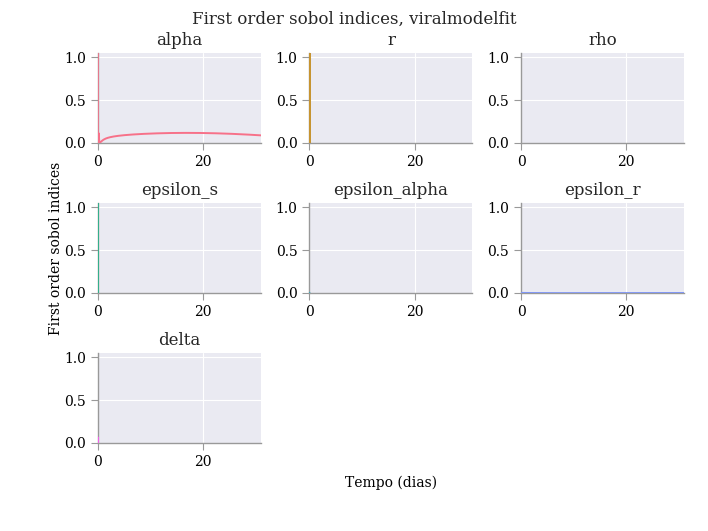 First order sobol indices, viralmodelfit
alpha r rho
1.0 1.0 1.0
0.5 0.5 0.5
0.0 0.0 0.0
0 20 0 20 0 20
First order sobol indices
epsilon_s epsilon_alpha epsilon_r
1.0 1.0 1.0
0.5 0.5 0.5
0.0 0.0 0.0
0 20 0 20 0 20
delta
1.0
0.5
0.0
0 20
Tempo (dias)